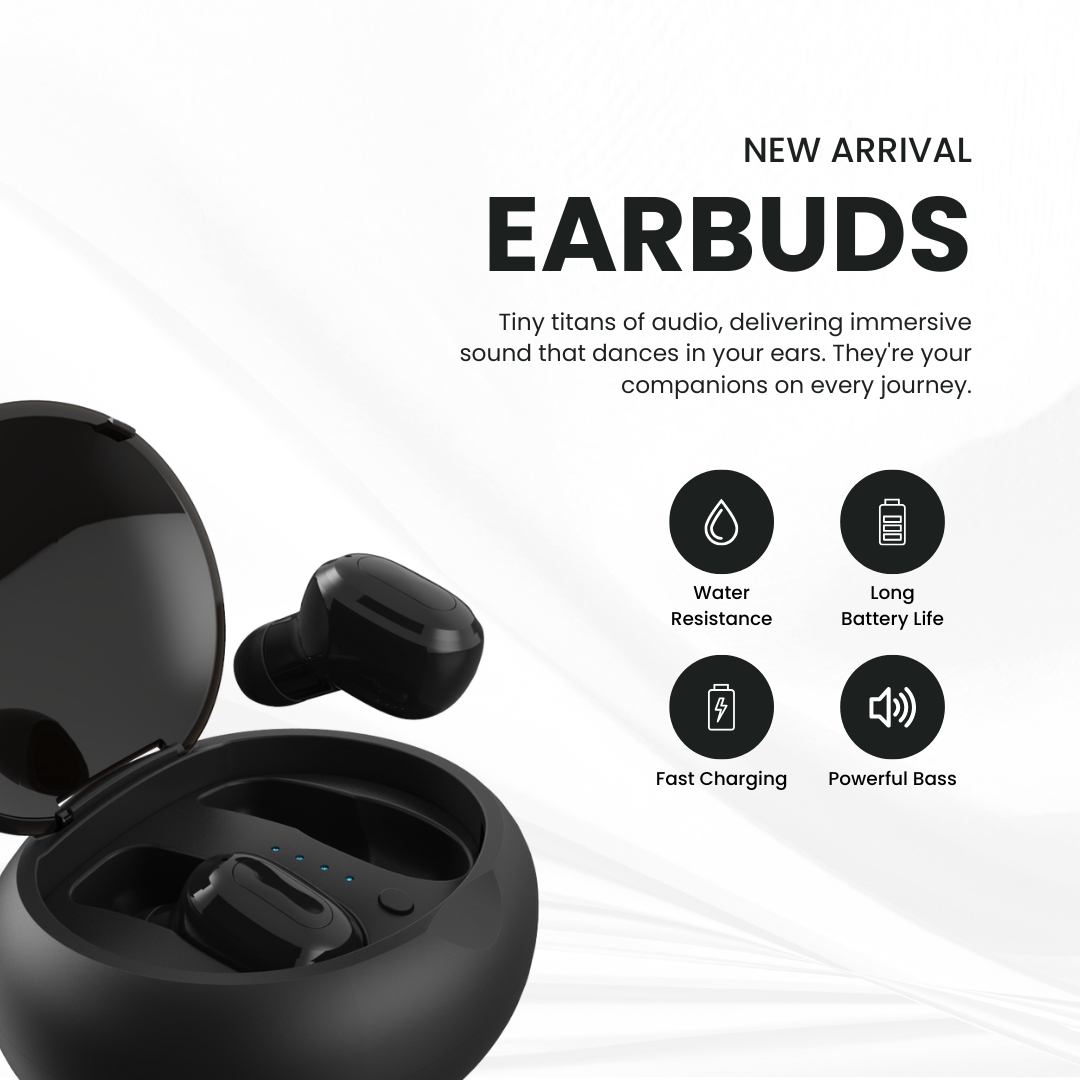 NEW ARRIVAL
EARBUDS
Tiny titans of audio, delivering immersive
sound that dances in your ears. They're your
companions on every journey.
Water
Resistance
Long
Battery Life
Fast Charging
Powerful Bass